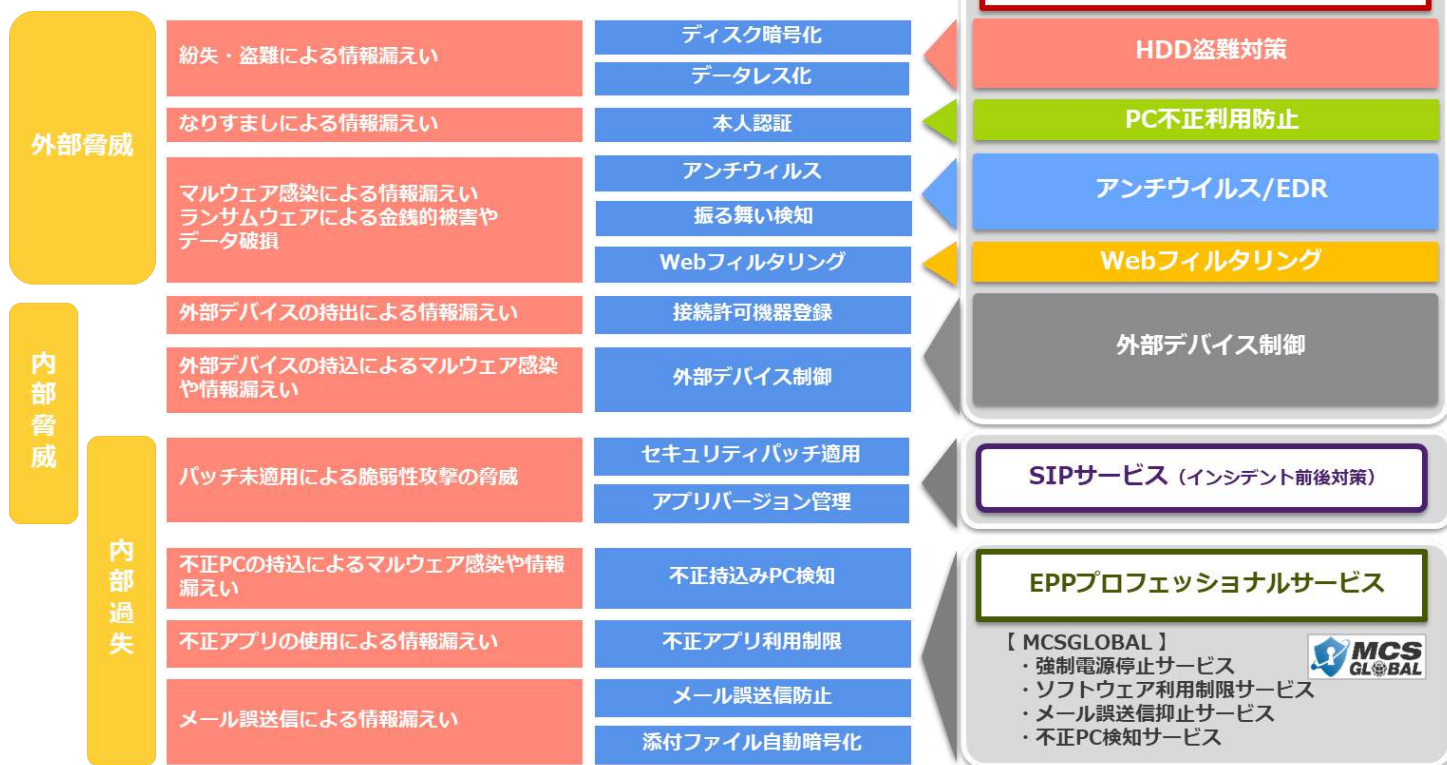 外部脅威
紛失・盗難による情報漏えい
ディスク暗号化
データレス化
HDD盗難対策
なりすましによる情報漏えい
本人認証
PC不正利用防止
マルウェア感染による情報漏えい
ランサムウェアによる金銭的被害や
データ破損
アンチウィルス
振る舞い検知
アンチウイルス/EDR
Webフィルタリング
Webフィルタリング
内部脅威
外部デバイスの持出による情報漏えい
接続許可機器登録
外部デバイスの持込によるマルウェア感染
や情報漏えい
外部デバイス制御
外部デバイス制御
内部過失
パッチ未適用による脆弱性攻撃の脅威
セキュリティパッチ適用
アプリバージョン管理
SIPサービス（インシデント前後対策）
不正PCの持込によるマルウェア感染や情報
漏えい
不正持込みPC検知
不正アプリの使用による情報漏えい
不正アプリ利用制限
メール誤送信による情報漏えい
メール誤送信防止
添付ファイル自動暗号化
EPPプロフェッショナルサービス
【 MCSGLOBAL 】
・強制電源停止サービス
・ソフトウェア利用制限サービス
・メール誤送信抑止サービス
・不正PC検知サービス
MCS
GLOBAL